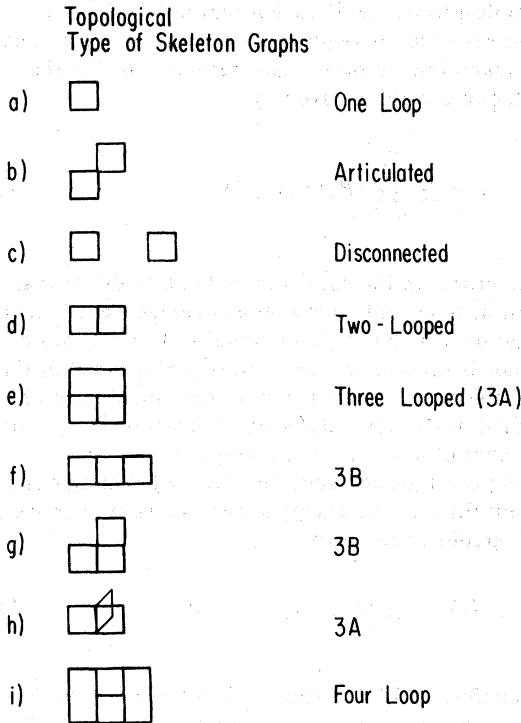 Topological
Type of Skeleton Graphs
a) One Loop
b) Articulated
c) Disconnected
d) Two-Looped
e) Three Looped (3A)
f) 3B
g) 3B
h) 3A
i) Four Loop